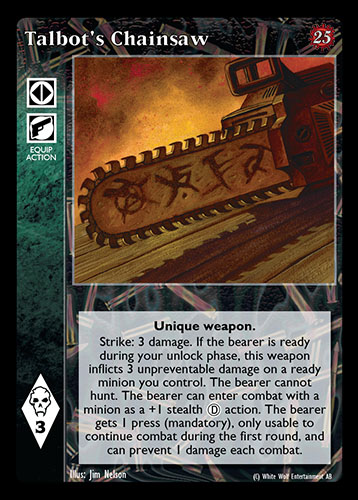 Talbot's Chainsaw
25
EQUIP
ACTION
Unique weapon.
Strike: 3 damage. If the bearer is ready
during your unlock phase, this weapon
inflicts 3 unpreventable damage on a ready
minion you control. The bearer cannot
hunt. The bearer can enter combat with a
minion as a +1 stealth Ⓓ action. The bearer
gets 1 press (mandatory), only usable to
continue combat during the first round, and
can prevent 1 damage each combat.
3
Illus: Jim Nelson
(C) White Wolf Entertainment AB